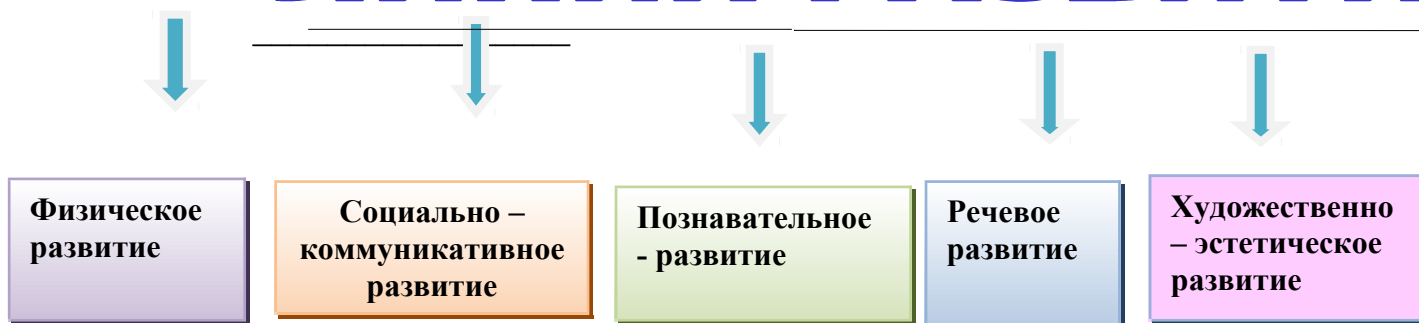 Физическое
развитие
Социально –
коммуникативное
развитие
Познавательное
- развитие
Речевое
развитие
Художественно
– эстетическое
развитие